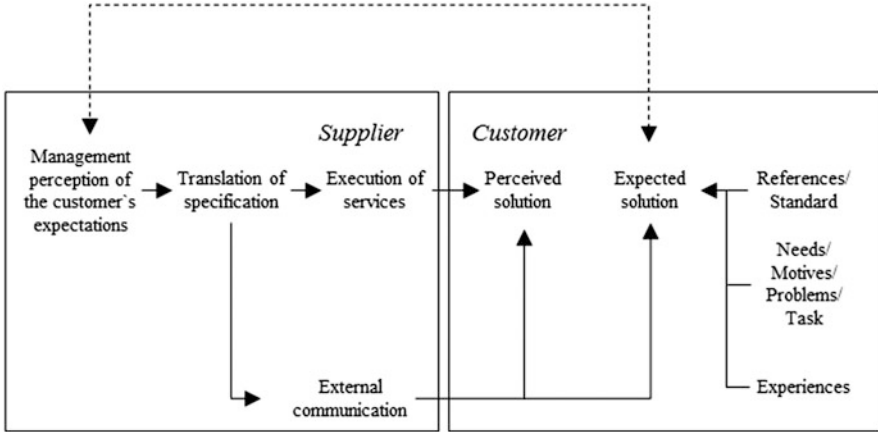 Supplier
Customer
Management
perception of
the customer`s
expectations
Translation of
specification
Execution of
services
Perceived
solution
Expected
solution
References/
Standard
Needs/
Motives/
Problems/
Task
External
communication
Experiences